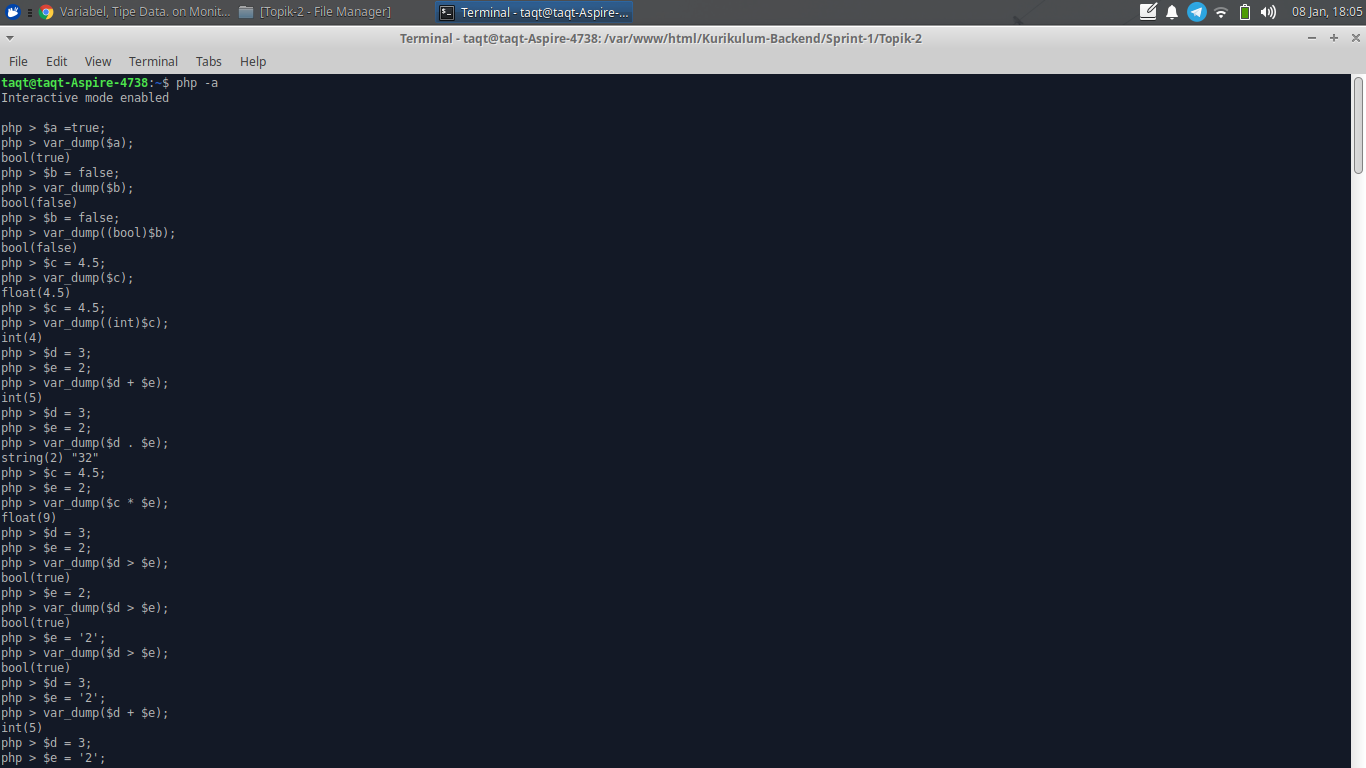 Variabel, Tipe Data. on Monit...
[Topik-2 - File Manager]
Terminal - taqt@taqt-Aspire-...
08 Jan, 18:05
Terminal - taqt@taqt-Aspire-4738: /var/www/html/Kurikulum-Backend/Sprint-1/Topik-2
File Edit View Terminal Tabs Help
taqt@taqt-Aspire-4738:~$ php -a
Interactive mode enabled
php > $a =true;
php > var_dump($a);
bool(true)
php > $b = false;
php > var_dump($b);
bool(false)
php > $b = false;
php > var_dump((bool)$b);
bool(false)
php > $c = 4.5;
php > var_dump($c);
float(4.5)
php > $c = 4.5;
php > var_dump((int)$c);
int(4)
php > $d = 3;
php > $e = 2;
php > var_dump($d + $e);
int(5)
php > $d = 3;
php > $e = 2;
php > var_dump($d . $e);
string(2) "32"
php > $c = 4.5;
php > $e = 2;
php > var_dump($c * $e);
float(9)
php > $d = 3;
php > $e = 2;
php > var_dump($d > $e);
bool(true)
php > $e = 2;
php > var_dump($d > $e);
bool(true)
php > $e = '2';
php > var_dump($d > $e);
bool(true)
php > $d = 3;
php > $e = '2';
php > var_dump($d + $e);
int(5)
php > $d = 3;
php > $e = '2';